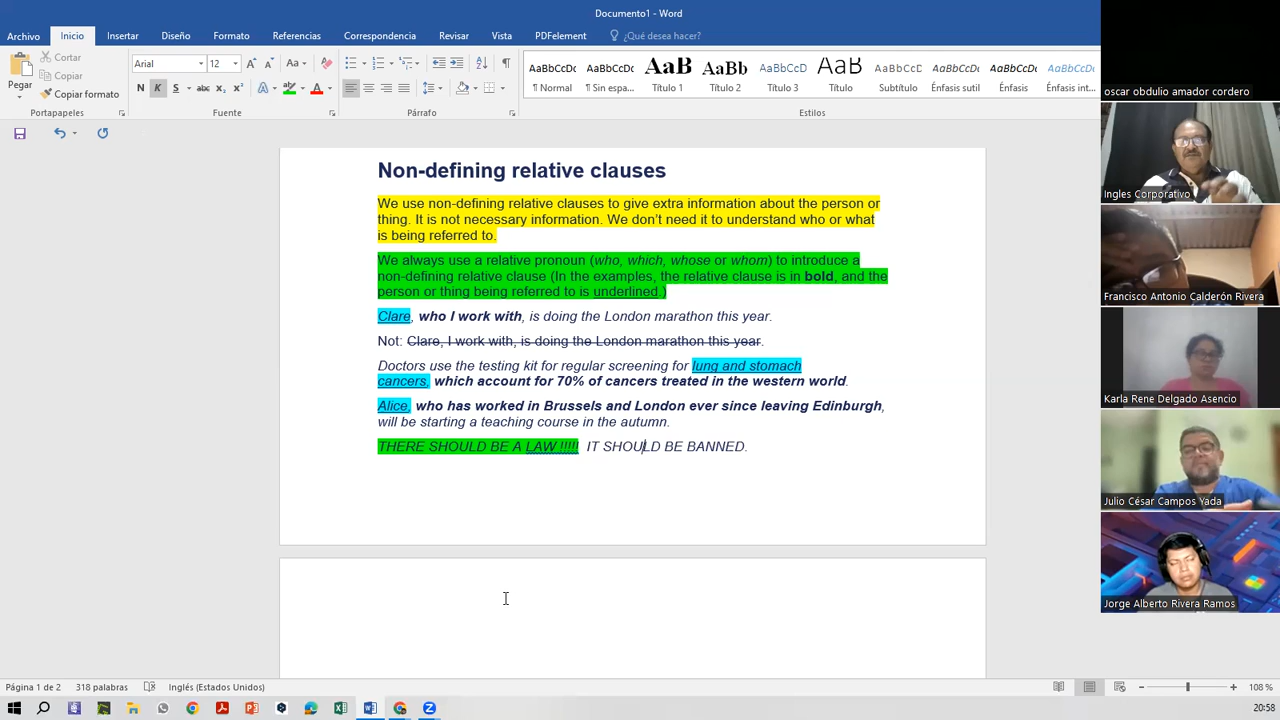 Documento1 - Word
Archivo Inicio Insertar Diseño Formato Referencias Correspondencia Revisar Vista PDFelement ¿Qué desea hacer?
Pegar
Cortar
Copiar
Copiar formato
Portapapeles
Arial 12 Aa
N K S A A
Fuente
Párrafo
AaBbCcDc AaBbCcDc AaB AaBb AaBbCcD AaB AaBbCcD AaBbCcDc AaBbCcDc AaBbCcDc
¶ Normal ¶ Sin espa... Título 1 Título 2 Título 3 Título Subtítulo Énfasis sutil Énfasis Énfasis int...
Estilos
Non-defining relative clauses
We use non-defining relative clauses to give extra information about the person or
thing. It is not necessary information. We don’t need it to understand who or what
is being referred to.
We always use a relative pronoun (who, which, whose or whom) to introduce a
non-defining relative clause (In the examples, the relative clause is in bold, and the
person or thing being referred to is underlined.)
Clare, who I work with, is doing the London marathon this year.
Not: Clare, I work with, is doing the London marathon this year.
Doctors use the testing kit for regular screening for lung and stomach
cancers, which account for 70% of cancers treated in the western world.
Alice, who has worked in Brussels and London ever since leaving Edinburgh,
will be starting a teaching course in the autumn.
THERE SHOULD BE A LAW !!!!! IT SHOULD BE BANNED.
oscar obdulio amador cordero
Ingles Corporativo
Francisco Antonio Calderón Rivera
Karla Rene Delgado Asencio
Julio César Campos Yada
Jorge Alberto Rivera Ramos
Página 1 de 2 318 palabras Inglés (Estados Unidos) 108 %
20:58